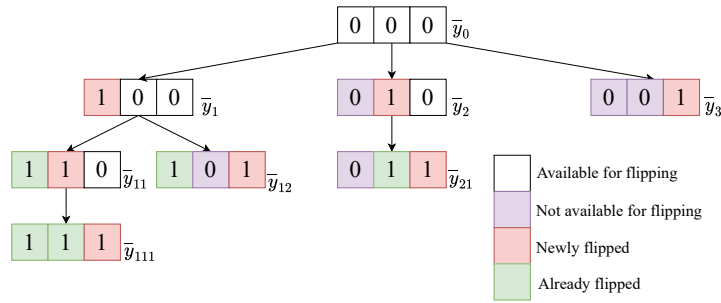 0 0 0 ȳ₀
1 0 0 ȳ₁
0 1 0 ȳ₂
0 0 1 ȳ₃
1 1 0 ȳ₁₁
1 0 1 ȳ₁₂
0 1 1 ȳ₂₁
1 1 1 ȳ₁₁₁
Available for flipping
Not available for flipping
Newly flipped
Already flipped